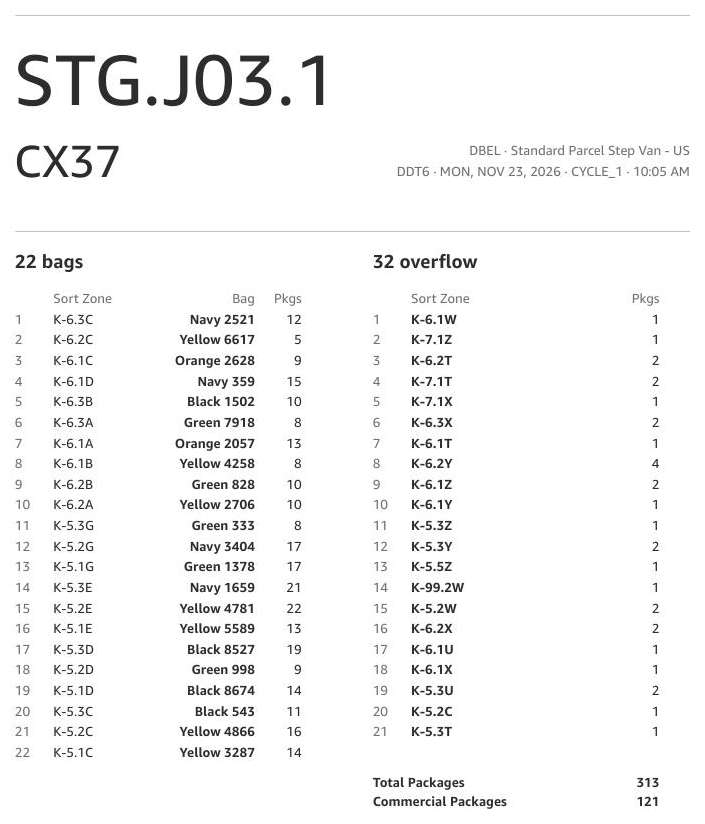 STG.J03.1
CX37
DBEL · Standard Parcel Step Van - US
DDT6 · MON, NOV 23, 2026 · CYCLE_1 · 10:05 AM
22 bags
Sort Zone Bag Pkgs
1 K-6.3C Navy 2521 12
2 K-6.2C Yellow 6617 5
3 K-6.1C Orange 2628 9
4 K-6.1D Navy 359 15
5 K-6.3B Black 1502 10
6 K-6.3A Green 7918 8
7 K-6.1A Orange 2057 13
8 K-6.1B Yellow 4258 8
9 K-6.2B Green 828 10
10 K-6.2A Yellow 2706 10
11 K-5.3G Green 333 8
12 K-5.2G Navy 3404 17
13 K-5.1G Green 1378 17
14 K-5.3E Navy 1659 21
15 K-5.2E Yellow 4781 22
16 K-5.1E Yellow 5589 13
17 K-5.3D Black 8527 19
18 K-5.2D Green 998 9
19 K-5.1D Black 8674 14
20 K-5.3C Black 543 11
21 K-5.2C Yellow 4866 16
22 K-5.1C Yellow 3287 14
32 overflow
Sort Zone Pkgs
1 K-6.1W 1
2 K-7.1Z 1
3 K-6.2T 2
4 K-7.1T 2
5 K-7.1X 1
6 K-6.3X 2
7 K-6.1T 1
8 K-6.2Y 4
9 K-6.1Z 2
10 K-6.1Y 1
11 K-5.3Z 1
12 K-5.3Y 2
13 K-5.5Z 1
14 K-99.2W 1
15 K-5.2W 2
16 K-6.2X 2
17 K-6.1U 1
18 K-6.1X 1
19 K-5.3U 2
20 K-5.2C 1
21 K-5.3T 1
Total Packages 313
Commercial Packages 121